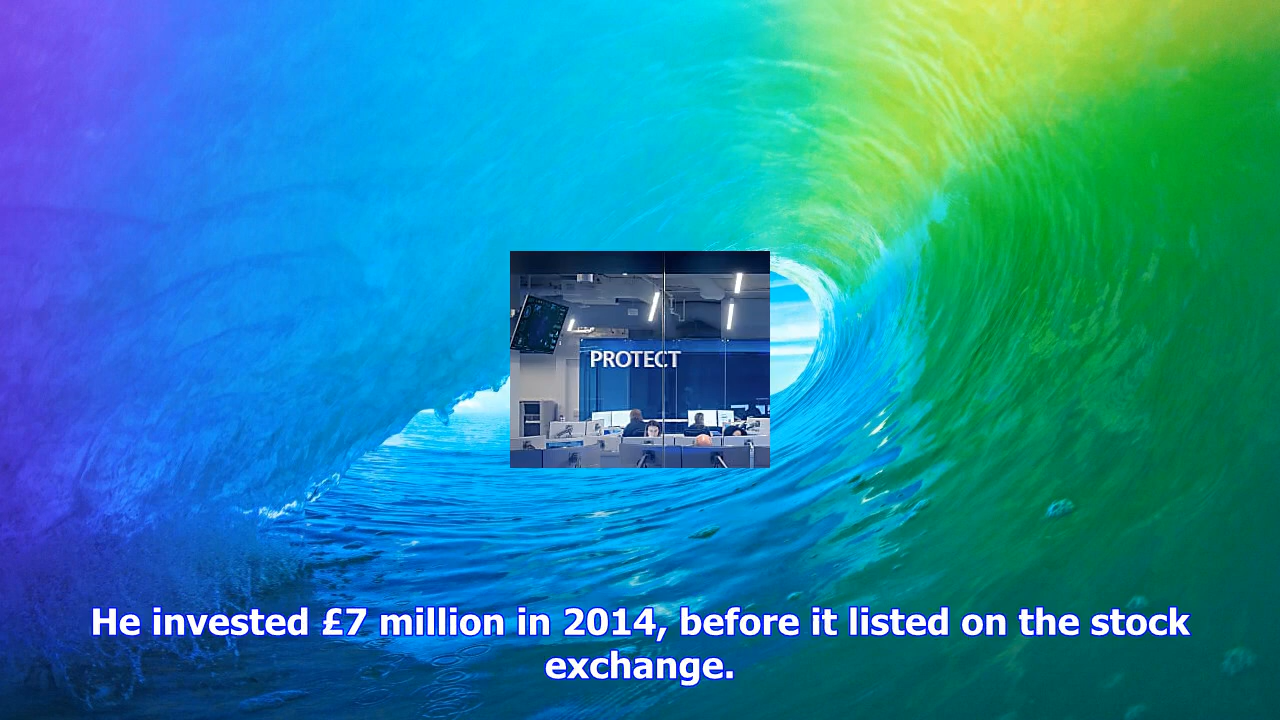 PROTECT
He invested £7 million in 2014, before it listed on the stock
exchange.